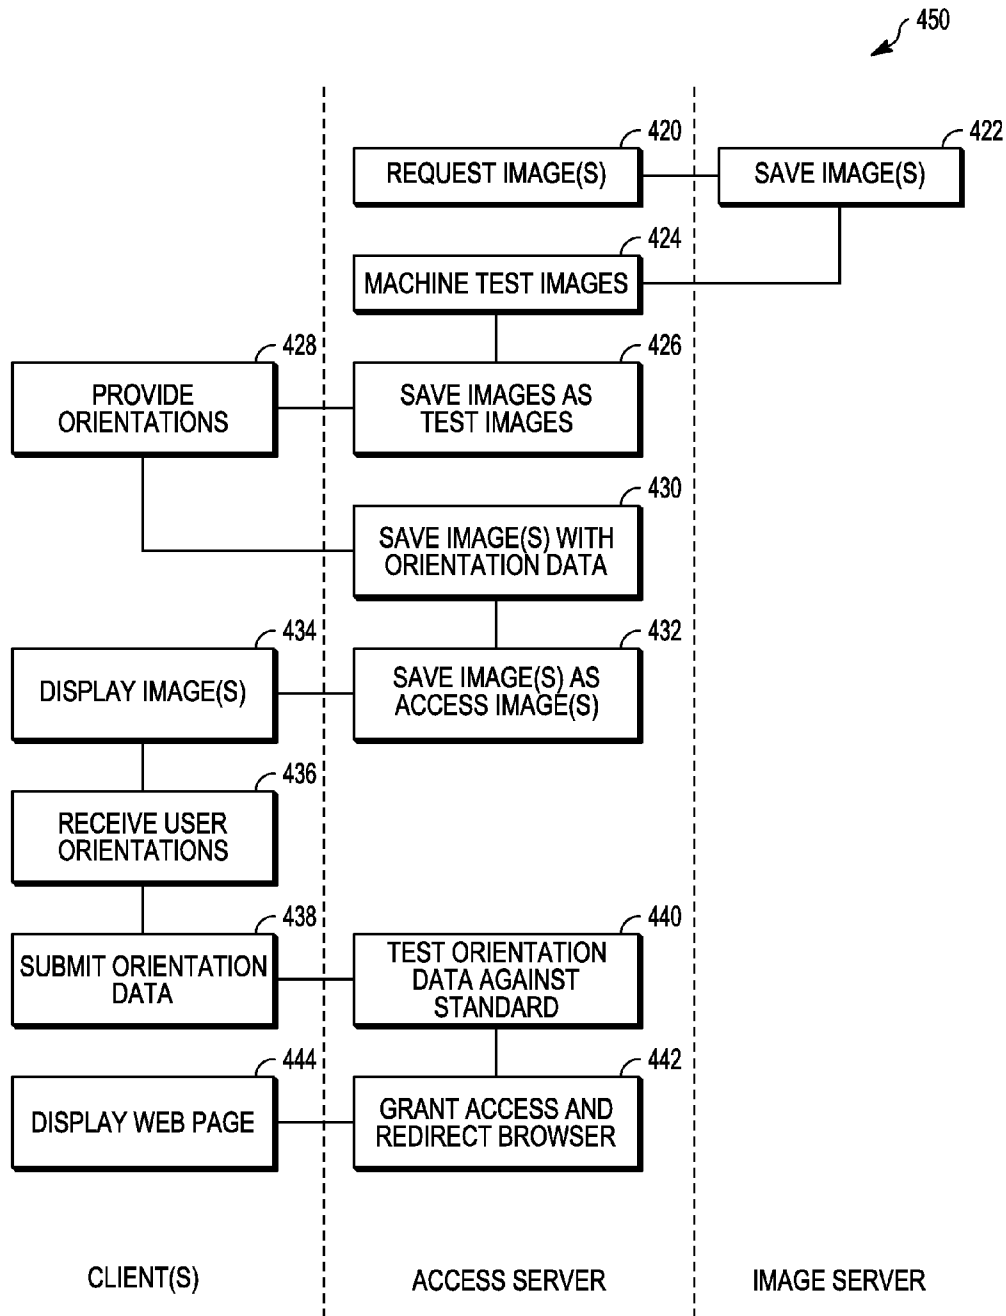 450
420
422
REQUEST IMAGE(S)
SAVE IMAGE(S)
424
MACHINE TEST IMAGES
428
426
PROVIDE
ORIENTATIONS
SAVE IMAGES AS
TEST IMAGES
430
SAVE IMAGE(S) WITH
ORIENTATION DATA
434
432
DISPLAY IMAGE(S)
SAVE IMAGE(S) AS
ACCESS IMAGE(S)
436
RECEIVE USER
ORIENTATIONS
438
440
SUBMIT ORIENTATION
DATA
TEST ORIENTATION
DATA AGAINST
STANDARD
444
442
DISPLAY WEB PAGE
GRANT ACCESS AND
REDIRECT BROWSER
CLIENT(S)
ACCESS SERVER
IMAGE SERVER